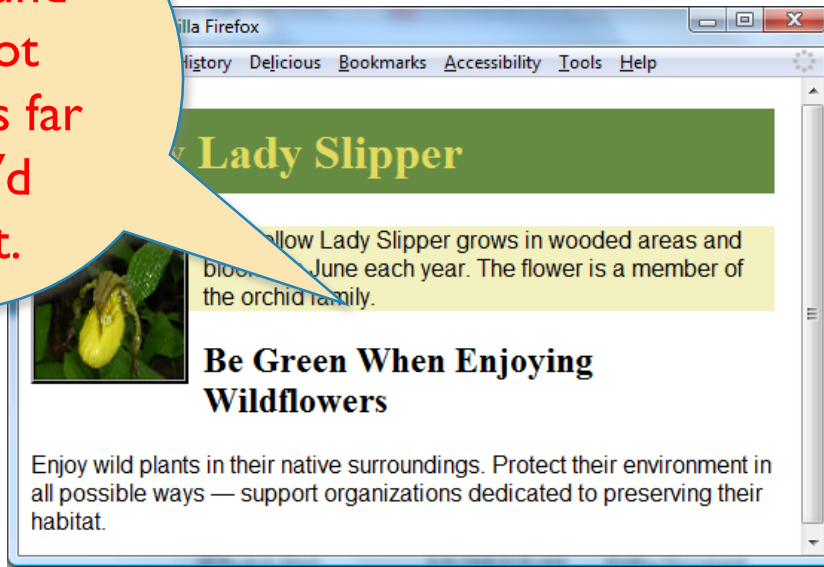 ot
s far
'd
t.
illa Firefox
History Delicious Bookmarks Accessibility Tools Help
Lady Slipper
ellow Lady Slipper grows in wooded areas and
June each year. The flower is a member of
the orchid family.
Be Green When Enjoying
Wildflowers
Enjoy wild plants in their native surroundings. Protect their environment in
all possible ways — support organizations dedicated to preserving their
habitat.